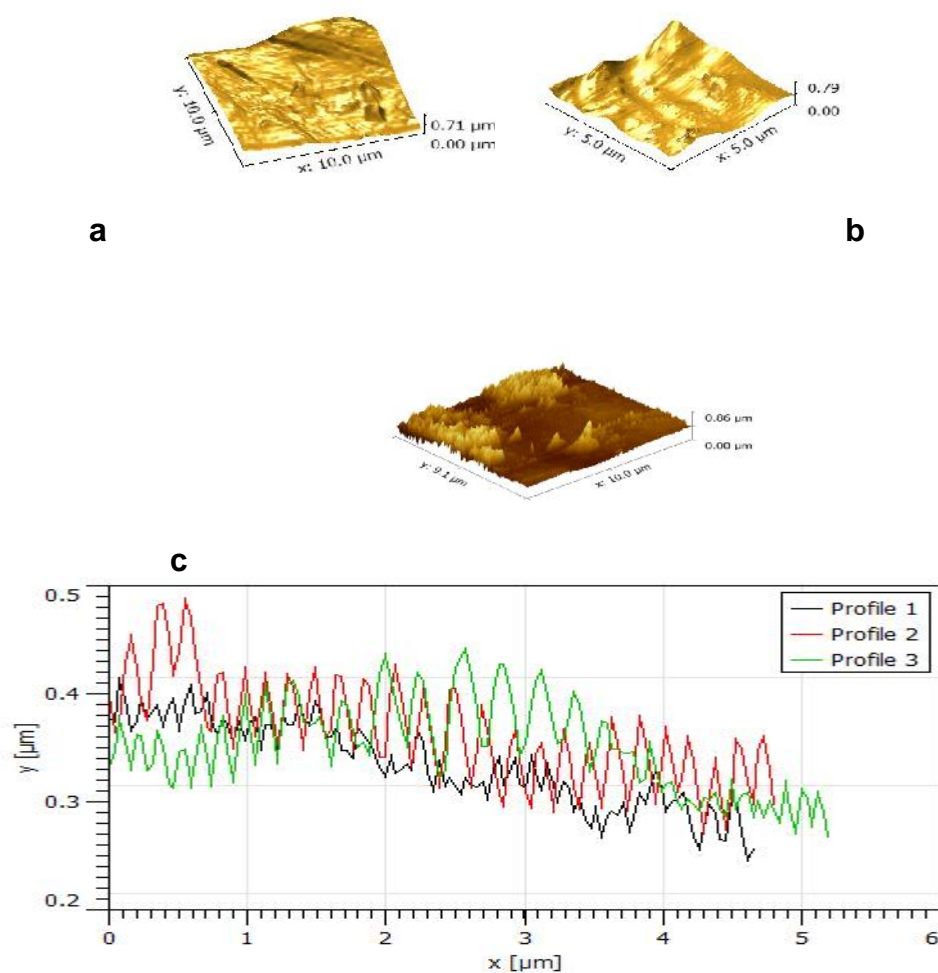 0.71 µm
0.00 µm
y: 10.0 µm
x: 10.0 µm
0.79
0.00
y: 5.0 µm
x: 5.0 µm
a
b
0.86 µm
0.00 µm
y: 9.1 µm
x: 10.0 µm
c
0.5
0.4
0.3
0.2
y [µm]
Profile 1
Profile 2
Profile 3
0 1 2 3 4 5 6
x [µm]